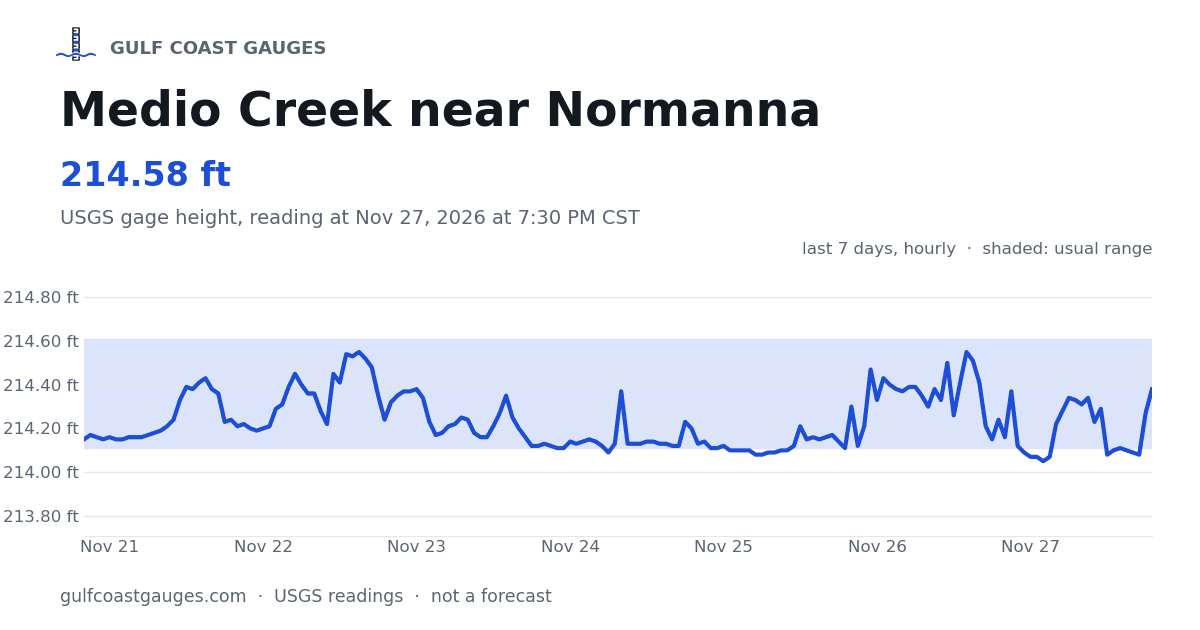 GULF COAST GAUGES
Medio Creek near Normanna
214.58 ft
USGS gage height, reading at Nov 27, 2026 at 7:30 PM CST
last 7 days, hourly · shaded: usual range
214.80 ft
214.60 ft
214.40 ft
214.20 ft
214.00 ft
213.80 ft
Nov 21 Nov 22 Nov 23 Nov 24 Nov 25 Nov 26 Nov 27
gulfcoastgauges.com · USGS readings · not a forecast